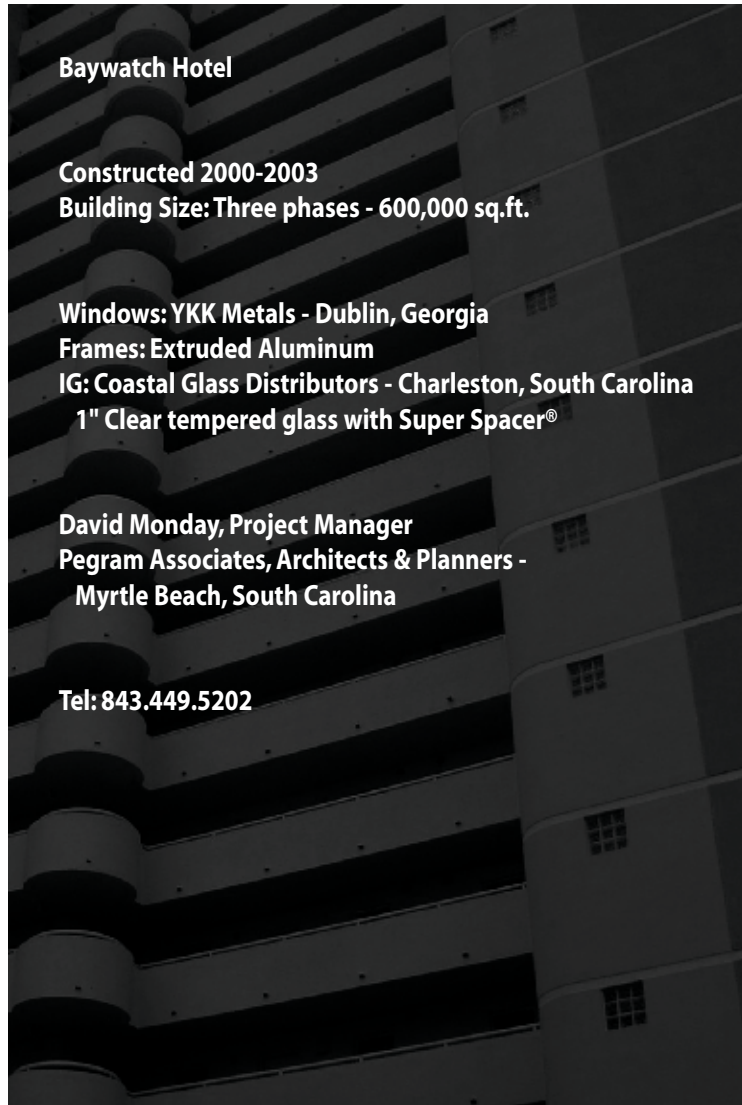 Baywatch Hotel
Constructed 2000-2003
Building Size: Three phases - 600,000 sq.ft.
Windows: YKK Metals - Dublin, Georgia
Frames: Extruded Aluminum
IG: Coastal Glass Distributors - Charleston, South Carolina
1" Clear tempered glass with Super Spacer®
David Monday, Project Manager
Pegram Associates, Architects & Planners -
Myrtle Beach, South Carolina
Tel: 843.449.5202